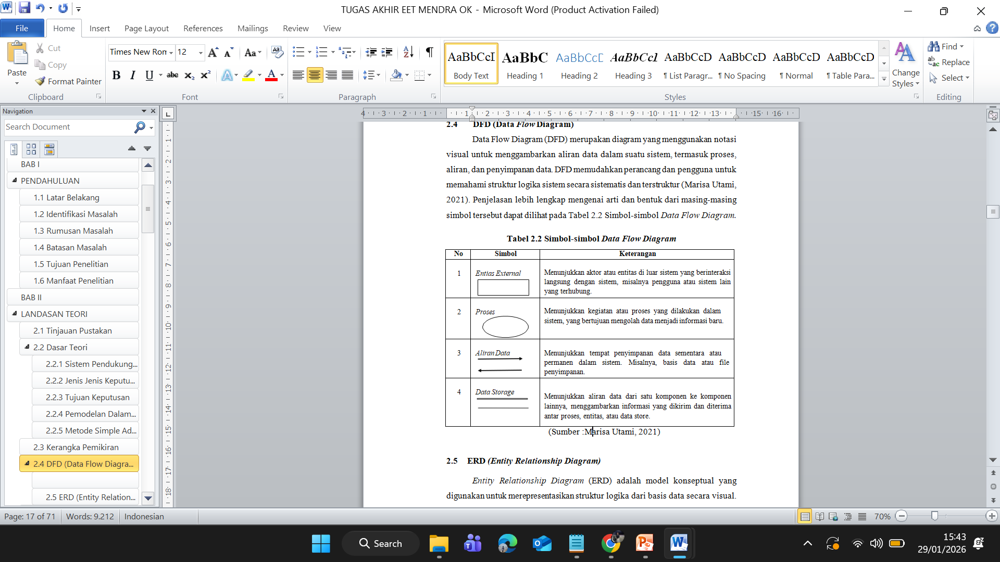 TUGAS AKHIR EET MENDRA OK - Microsoft Word (Product Activation Failed)
File Home Insert Page Layout References Mailings Review View
Paste
Cut
Copy
Format Painter
Clipboard
Times New Rom 12
Font
Paragraph
AaBbCcI AaBbC AaBbCcD AaBbCcI AaBbCcD AaBbCcD AaBbCcD AaBbCcD
Body Text Heading 1 Heading 2 Heading 3 ¶ List Paragr... ¶ No Spacing ¶ Normal ¶ Table Para...
Styles
Change Styles
Find
Replace
Select
Editing
Navigation
Search Document
BAB I
PENDAHULUAN
1.1 Latar Belakang
1.2 Identifikasi Masalah
1.3 Rumusan Masalah
1.4 Batasan Masalah
1.5 Tujuan Penelitian
1.6 Manfaat Penelitian
BAB II
LANDASAN TEORI
2.1 Tinjauan Pustakan
2.2 Dasar Teori
2.2.1 Sistem Pendukung...
2.2.2 Jenis Jenis Keputu...
2.2.3 Tujuan Keputusan
2.2.4 Pemodelan Dalam...
2.2.5 Metode Simple Ad...
2.3 Kerangka Pemikiran
2.4 DFD (Data Flow Diagra...
2.5 ERD (Entity Relation...
2.4 DFD (Data Flow Diagram)
Data Flow Diagram (DFD) merupakan diagram yang menggunakan notasi
visual untuk menggambarkan aliran data dalam suatu sistem, termasuk proses,
aliran, dan penyimpanan data. DFD memudahkan perancang dan pengguna untuk
memahami struktur logika sistem secara sistematis dan terstruktur (Marisa Utami,
2021). Penjelasan lebih lengkap mengenai arti dan bentuk dari masing-masing
simbol tersebut dapat dilihat pada Tabel 2.2 Simbol-simbol Data Flow Diagram.
Tabel 2.2 Simbol-simbol Data Flow Diagram
No Simbol Keterangan
1 Entias External
Menunjukkan aktor atau entitas di luar sistem yang berinteraksi
langsung dengan sistem, misalnya pengguna atau sistem lain
yang terhubung.
2 Proses
Menunjukkan kegiatan atau proses yang dilakukan dalam
sistem, yang bertujuan mengolah data menjadi informasi baru.
3 Aliran Data
Menunjukkan tempat penyimpanan data sementara atau
permanen dalam sistem. Misalnya, basis data atau file
penyimpanan.
4 Data Storage
Menunjukkan aliran data dari satu komponen ke komponen
lainnya, menggambarkan informasi yang dikirim dan diterima
antar proses, entitas, atau data store.
(Sumber :Marisa Utami, 2021)
2.5 ERD (Entity Relationship Diagram)
Entity Relationship Diagram (ERD) adalah model konseptual yang
digunakan untuk merepresentasikan struktur logika dari basis data secara visual.
Page: 17 of 71 Words: 9.212 Indonesian 70%
Search
15:43
29/01/2026